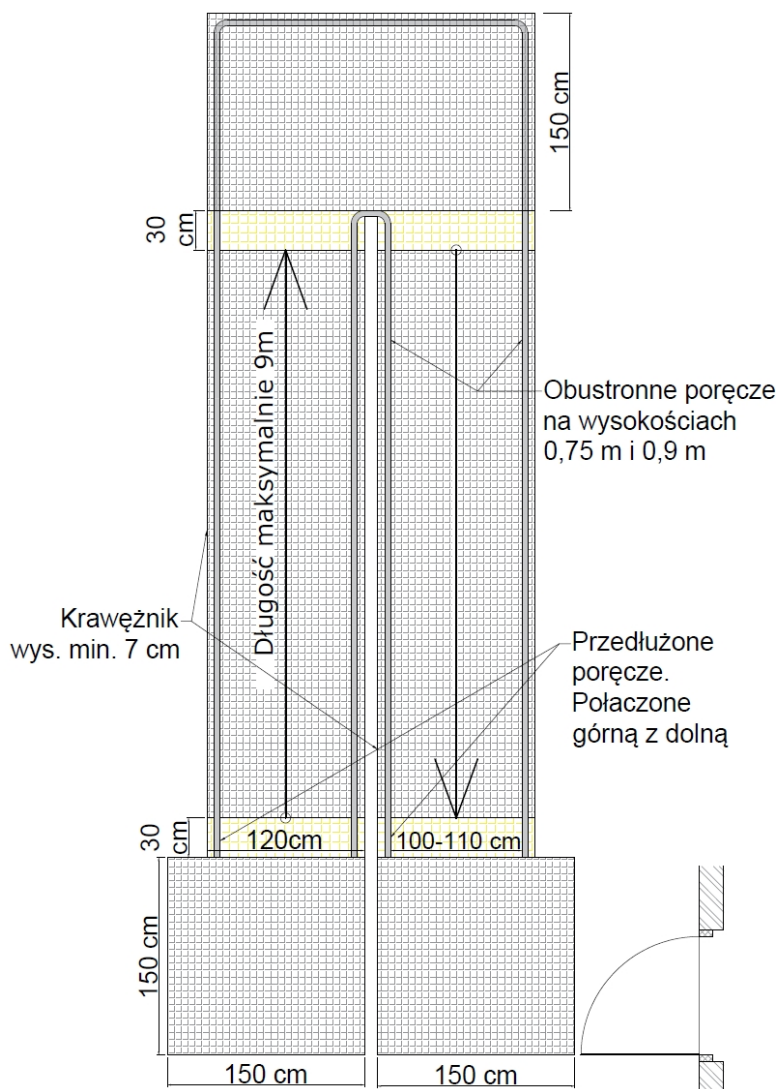 150 cm
30
cm
Długość maksymalnie 9m
Obustronne poręcze
na wysokościach
0,75 m i 0,9 m
Krawężnik
wys. min. 7 cm
Przedłużone
poręcze.
Połaczone
górną z dolną
30
cm
120cm
100-110 cm
150 cm
150 cm
150 cm